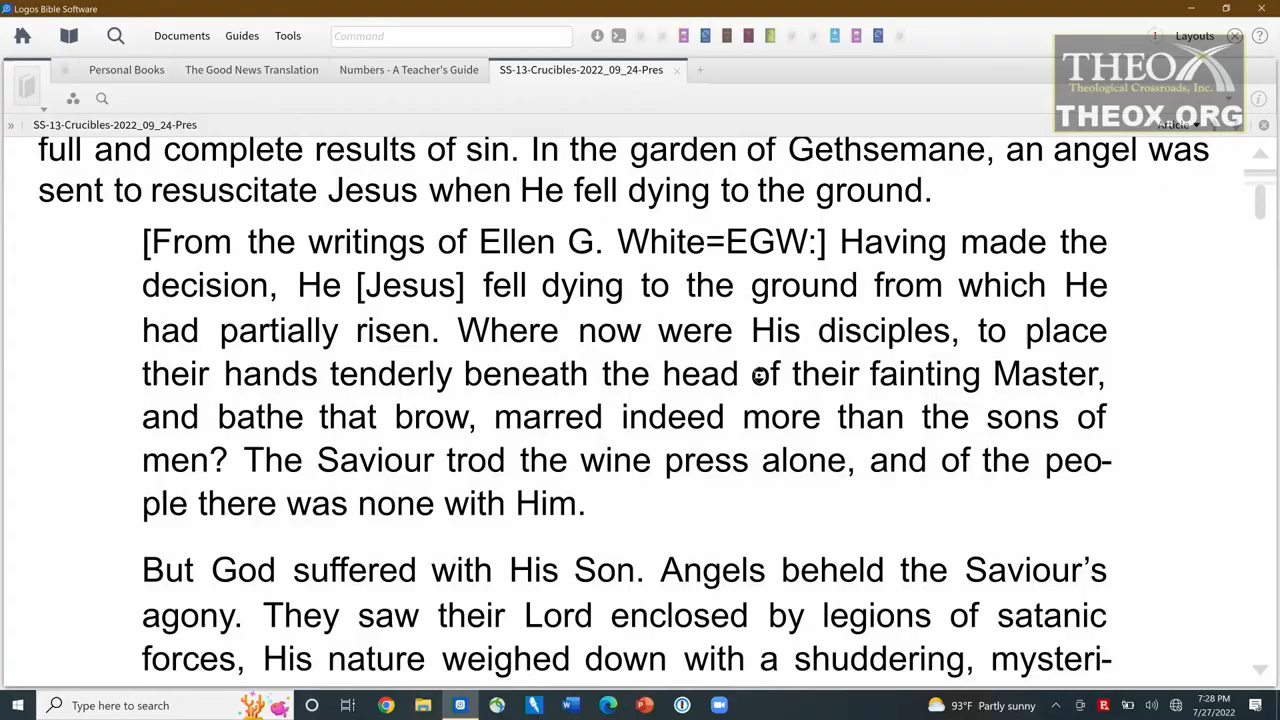 Logos Bible Software
Documents Guides Tools Command Layouts
THEOX
Theological Crossroads, Inc.
THEOX.ORG
Personal Books The Good News Translation Numbers - A Teacher's Guide SS-13-Crucibles-2022_09_24-Pres
SS-13-Crucibles-2022_09_24-Pres Article
full and complete results of sin. In the garden of Gethsemane, an angel was
sent to resuscitate Jesus when He fell dying to the ground.
[From the writings of Ellen G. White=EGW:] Having made the
decision, He [Jesus] fell dying to the ground from which He
had partially risen. Where now were His disciples, to place
their hands tenderly beneath the head of their fainting Master,
and bathe that brow, marred indeed more than the sons of
men? The Saviour trod the wine press alone, and of the peo-
ple there was none with Him.
But God suffered with His Son. Angels beheld the Saviour's
agony. They saw their Lord enclosed by legions of satanic
forces, His nature weighed down with a shuddering, mysteri-
Type here to search 93°F Partly sunny 7:28 PM
7/27/2022